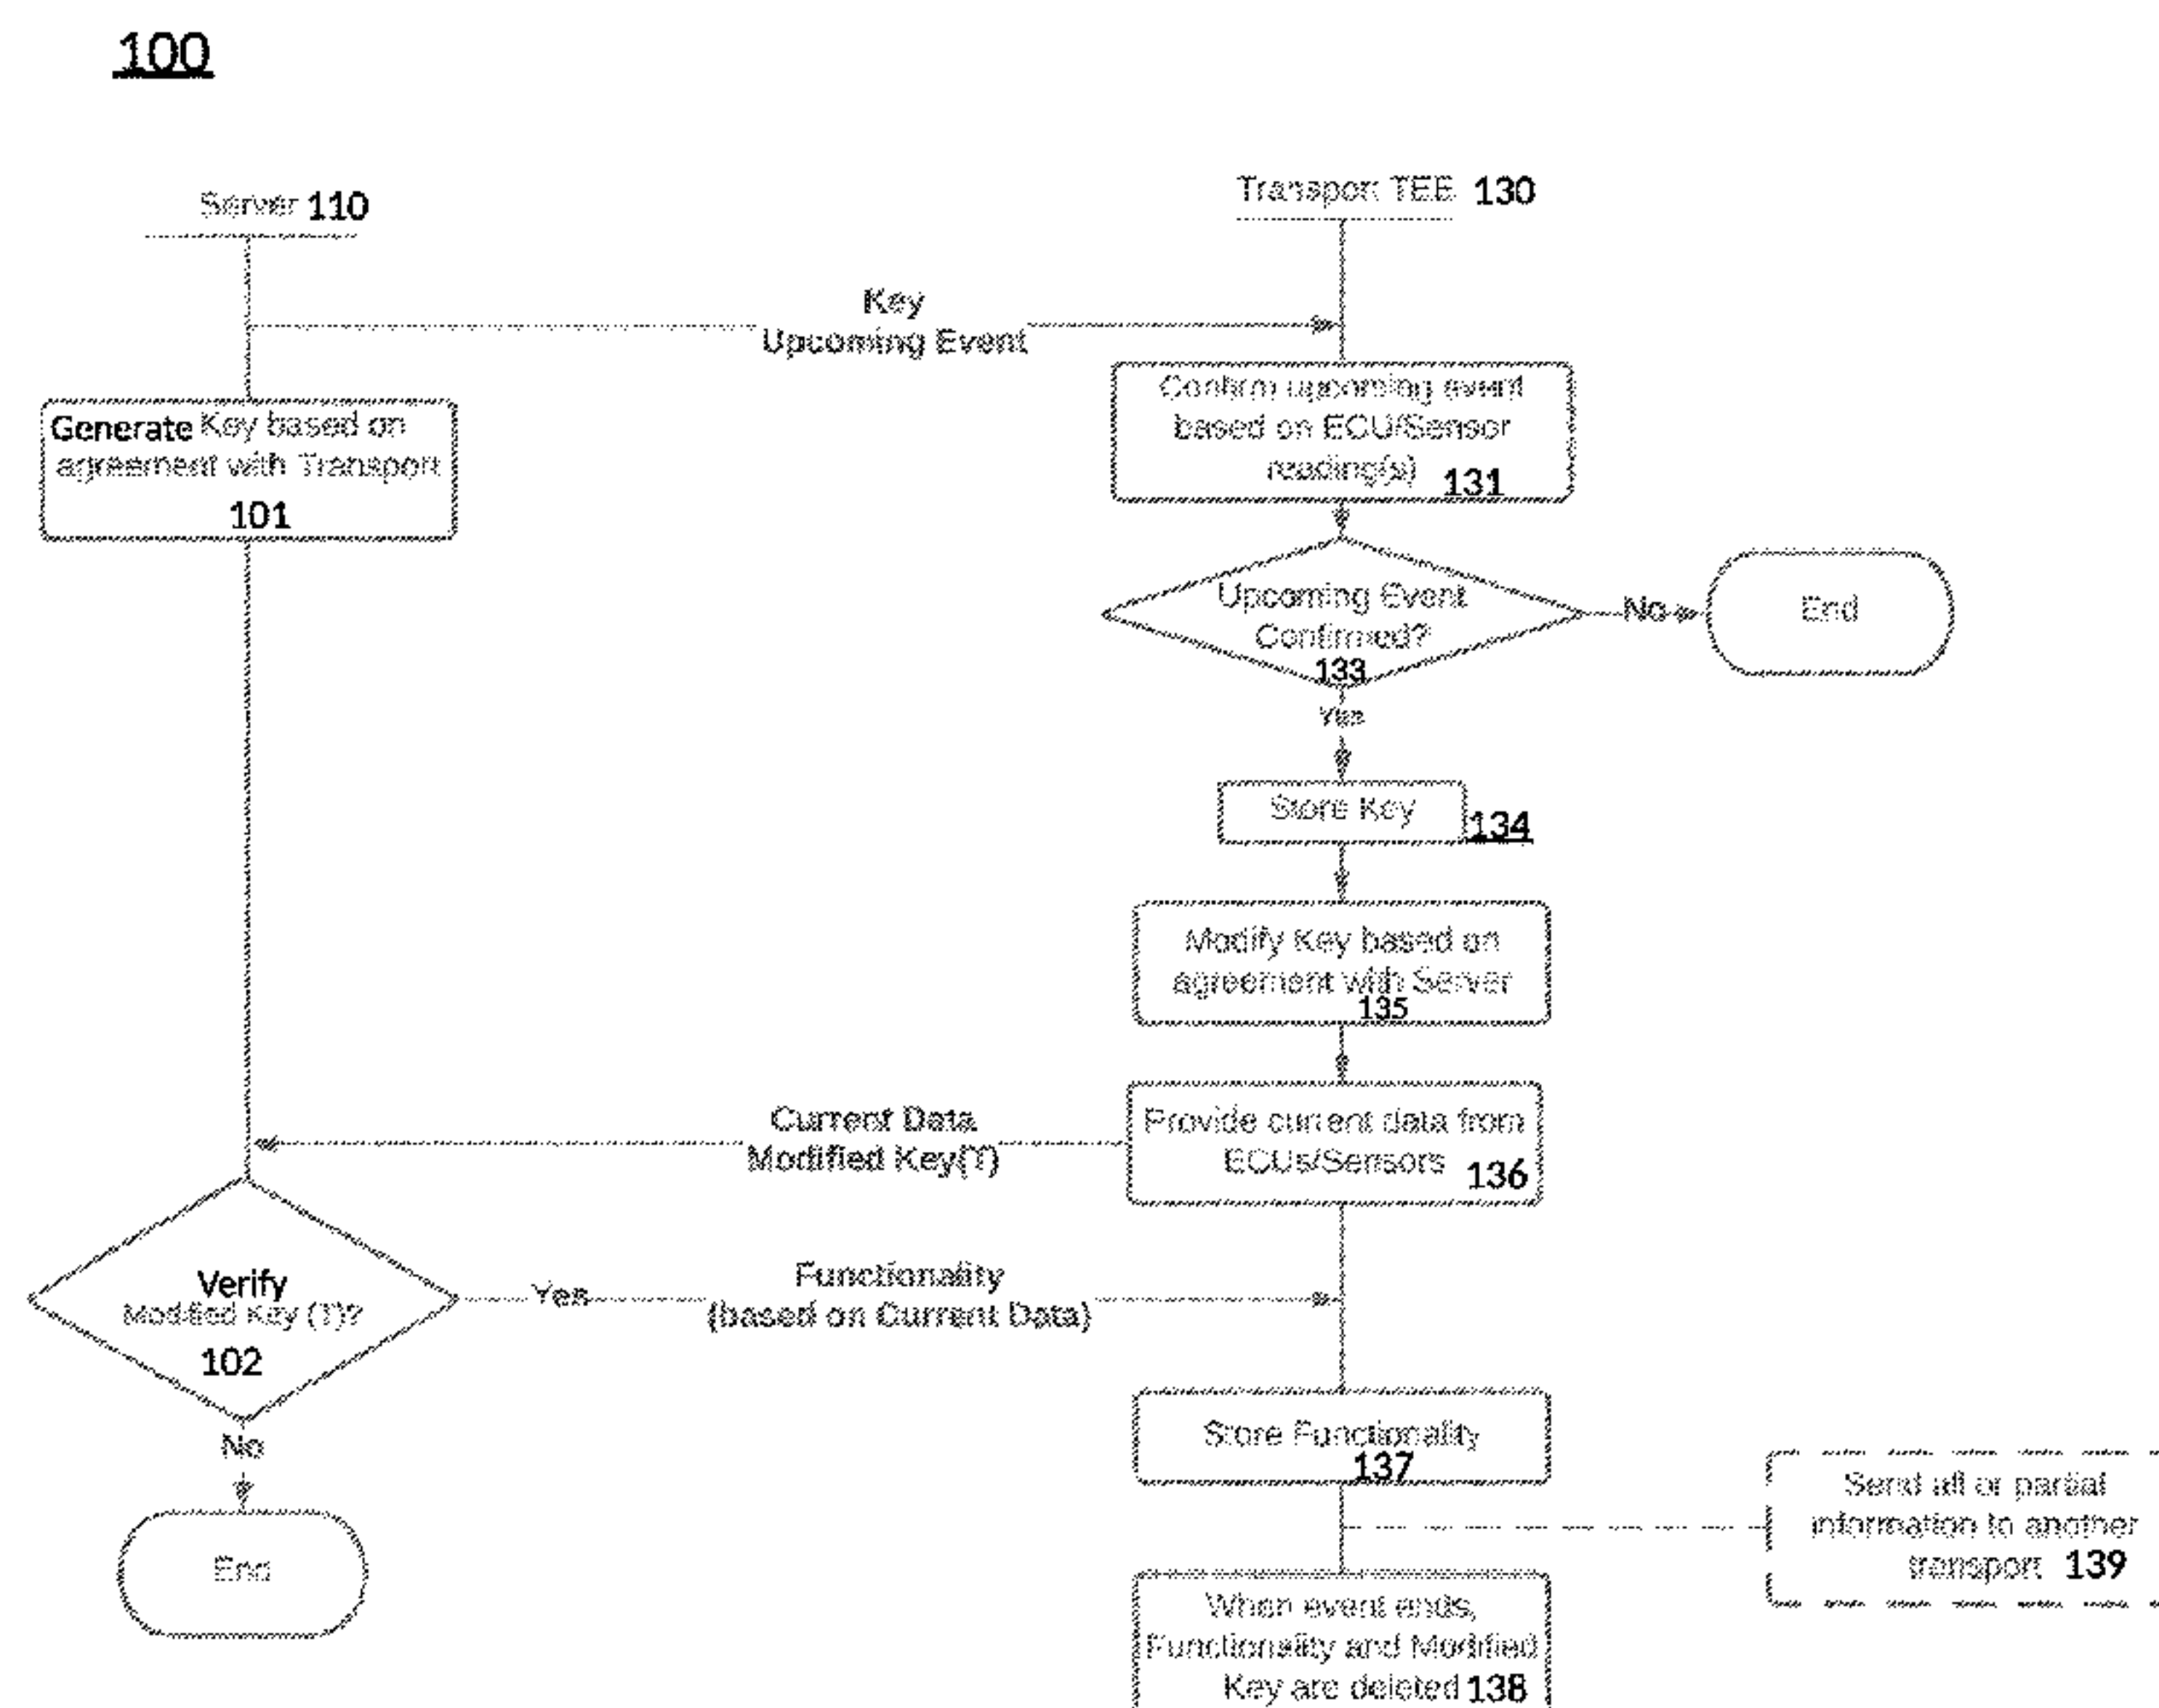 100
Server 110
Transport TEE 130
Key
Upcoming Event
Generate Key based on
agreement with Transport
101
Confirm upcoming event
based on ECU/Sensor
reading(s) 131
Upcoming Event
Confirmed?
133
No
End
Yes
Store Key
134
Modify Key based on
agreement with Server
135
Current Data
Modified Key(T)
Provide current data from
ECUs/Sensors 136
Verify
Modified Key (T)?
102
Yes
Functionality
(based on Current Data)
No
End
Store Functionality
137
Send all or partial
information to another
transport 139
When event ends,
Functionality and Modified
Key are deleted 138